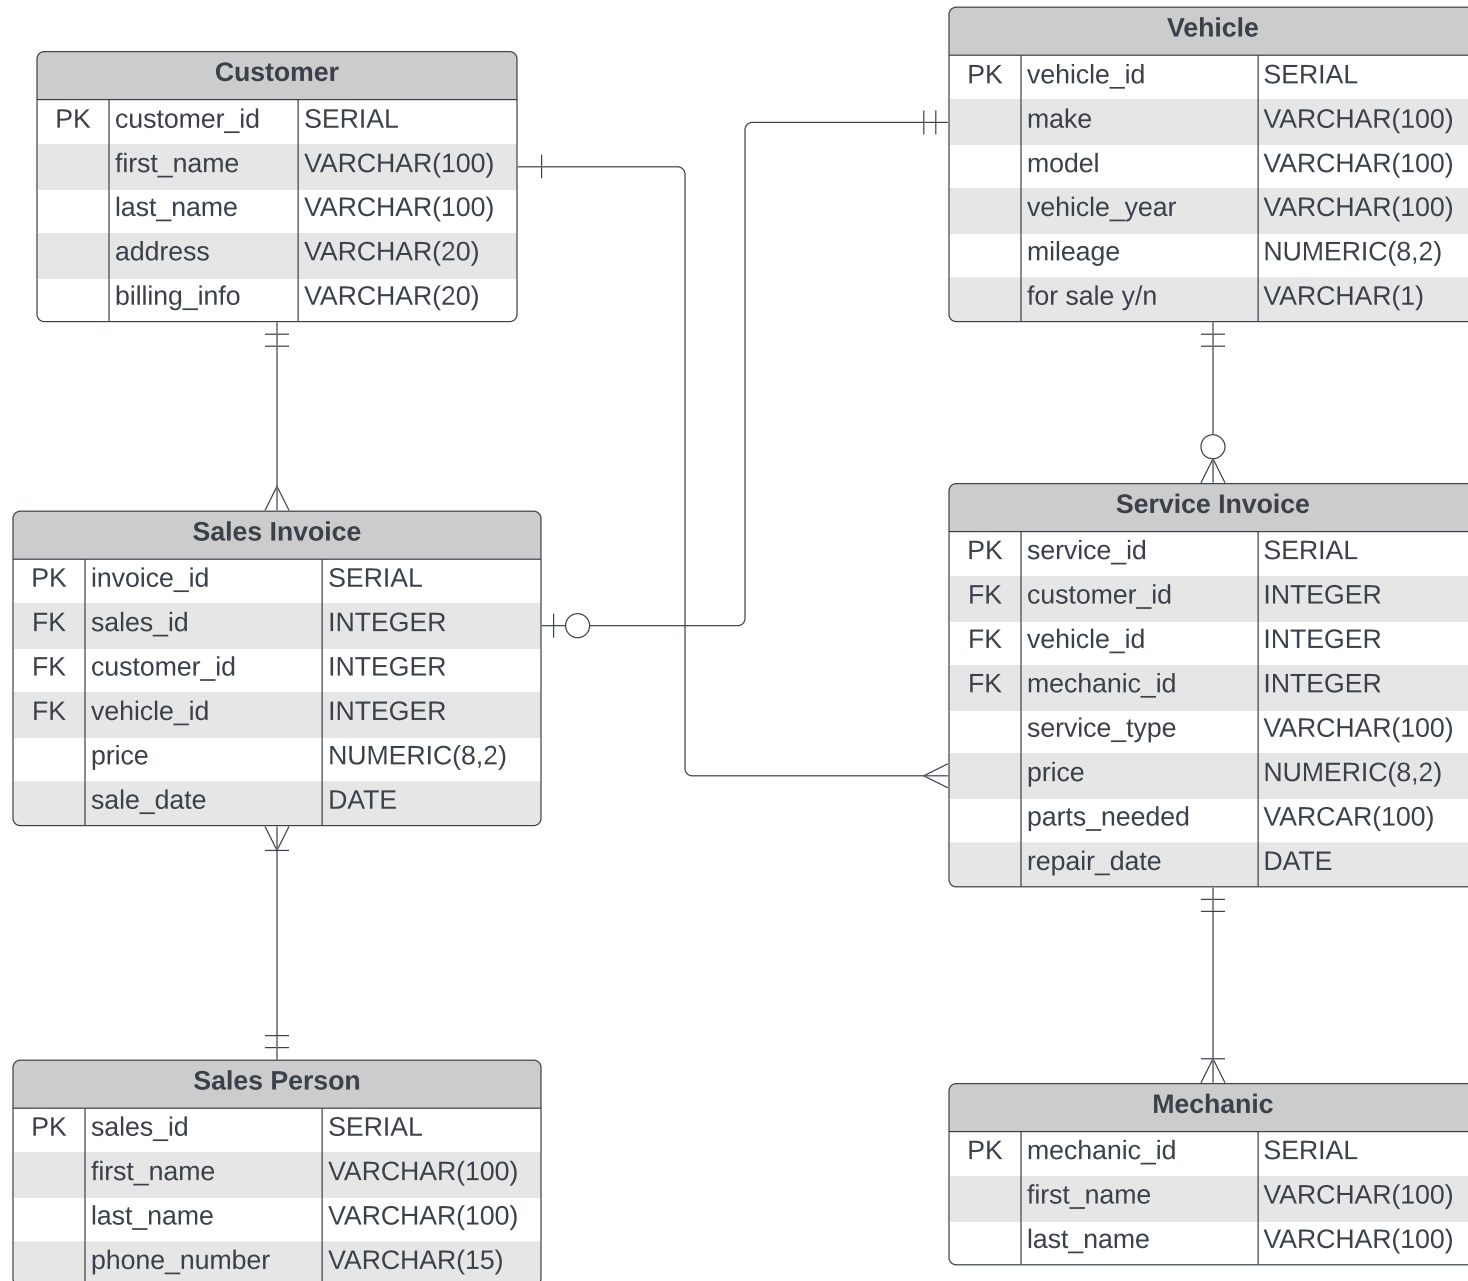 Customer
PK customer_id SERIAL
first_name VARCHAR(100)
last_name VARCHAR(100)
address VARCHAR(20)
billing_info VARCHAR(20)
Vehicle
PK vehicle_id SERIAL
make VARCHAR(100)
model VARCHAR(100)
vehicle_year VARCHAR(100)
mileage NUMERIC(8,2)
for sale y/n VARCHAR(1)
Sales Invoice
PK invoice_id SERIAL
FK sales_id INTEGER
FK customer_id INTEGER
FK vehicle_id INTEGER
price NUMERIC(8,2)
sale_date DATE
Service Invoice
PK service_id SERIAL
FK customer_id INTEGER
FK vehicle_id INTEGER
FK mechanic_id INTEGER
service_type VARCHAR(100)
price NUMERIC(8,2)
parts_needed VARCAR(100)
repair_date DATE
Sales Person
PK sales_id SERIAL
first_name VARCHAR(100)
last_name VARCHAR(100)
phone_number VARCHAR(15)
Mechanic
PK mechanic_id SERIAL
first_name VARCHAR(100)
last_name VARCHAR(100)